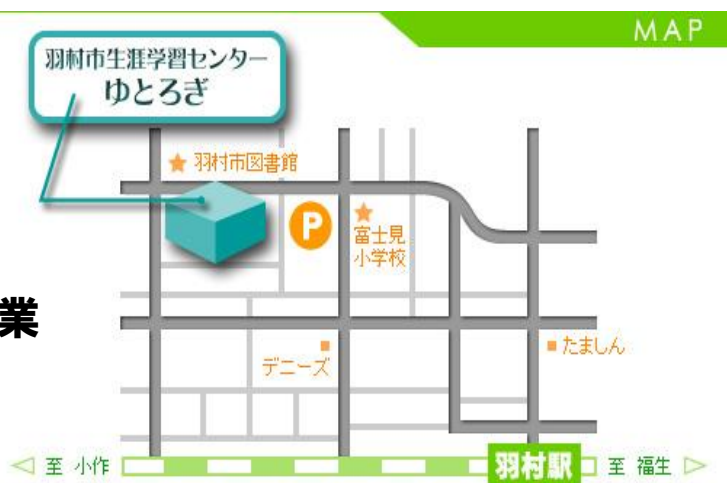 MAP
羽村市生涯学習センター
ゆとろぎ
★ 羽村市図書館
P
★
富士見
小学校
業
デニーズ
たましん
◁ 至 小作
羽村駅
至 福生 ▷